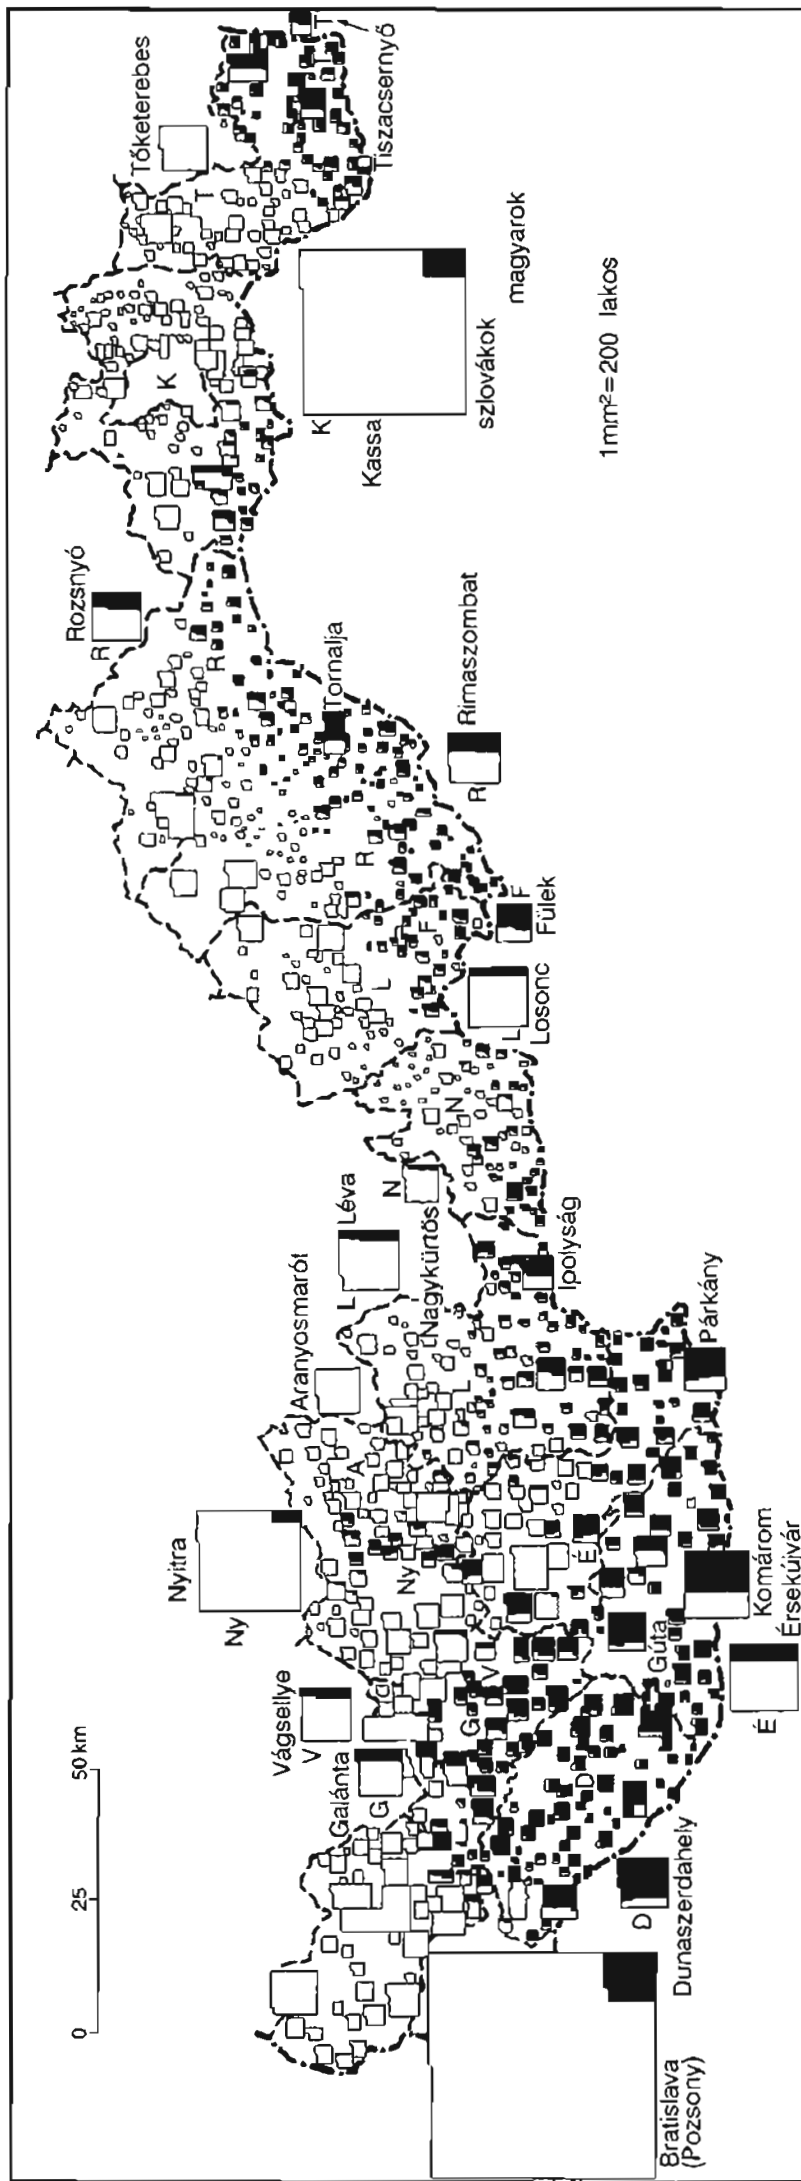 0 25 50 km
Nyitra
Ny
Aranyosmarót
Léva
L
Rozsnyó
R
Tőketerebes
Vágsellye
V
Galánta
G
N
Nagykürtös
A
Ny
L
G
V
É
D
N
L
F
R
R
K
T
T
T
Tornalja
Tiszacsernyő
Ipolyság
L
Losonc
F
Fülek
R
Rimaszombat
K
Kassa
szlovákok
magyarok
1mm²=200 lakos
Párkány
Gúta
Komárom
É
Érsekújvár
D
Dunaszerdahely
Bratislava
(Pozsony)